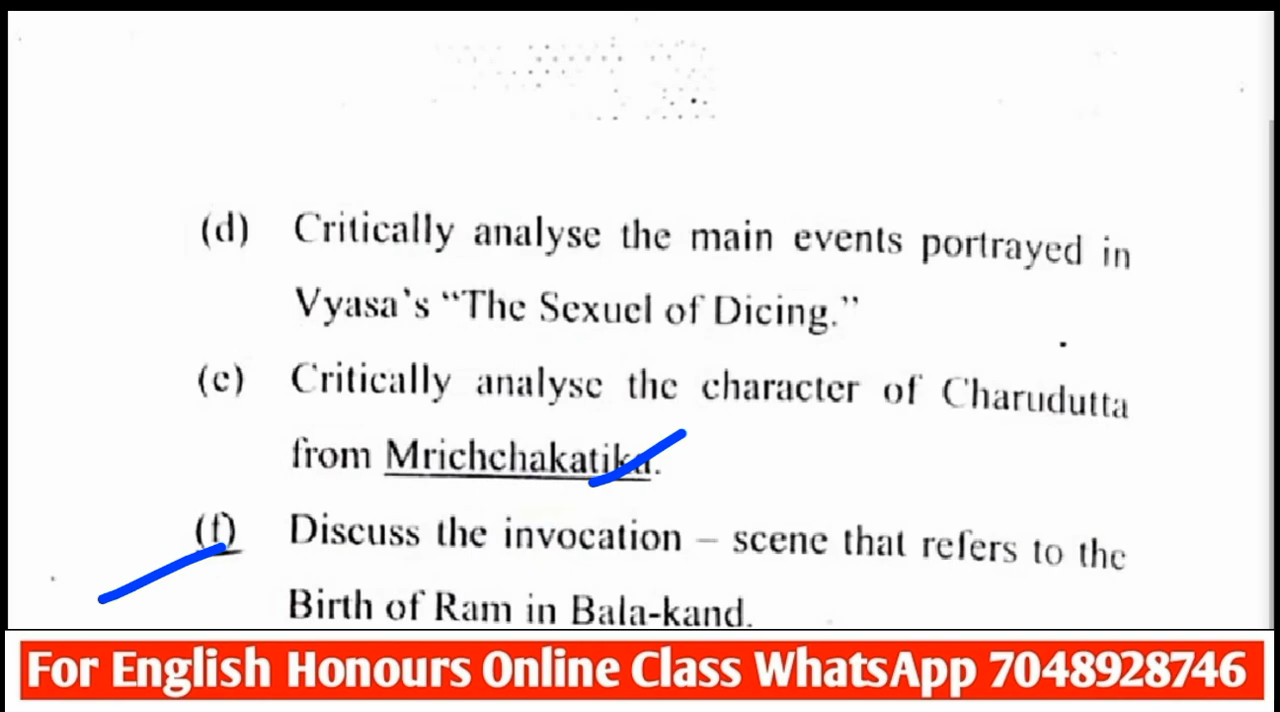 (d) Critically analyse the main events portrayed in
Vyasa's "The Sexuel of Dicing."
(e) Critically analyse the character of Charudutta
from Mrichchakatika.
(f) Discuss the invocation – scene that refers to the
Birth of Ram in Bala-kand.
For English Honours Online Class WhatsApp 7048928746